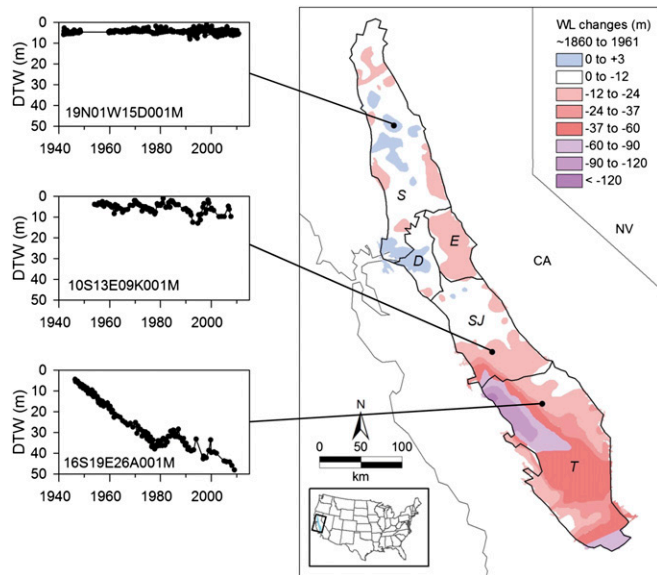 0
10
20
30
40
50
DTW (m)
19N01W15D001M
1940 1960 1980 2000
0
10
20
30
40
50
DTW (m)
10S13E09K001M
1940 1960 1980 2000
0
10
20
30
40
50
DTW (m)
16S19E26A001M
1940 1960 1980 2000
WL changes (m)
~1860 to 1961
0 to +3
0 to -12
-12 to -24
-24 to -37
-37 to -60
-60 to -90
-90 to -120
< -120
NV
CA
S
E
D
SJ
T
N
0 50 100
km